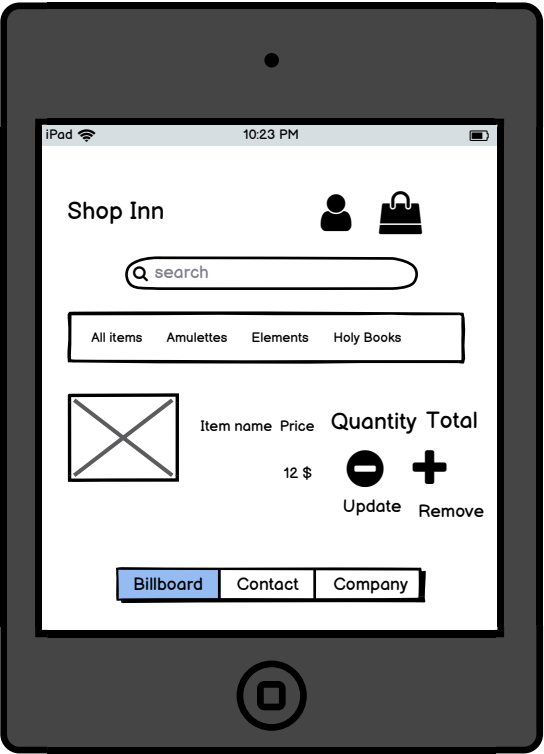 iPad 10:23 PM
Shop Inn
search
All items Amulettes Elements Holy Books
Item name Price Quantity Total
12 $
Update Remove
Billboard Contact Company